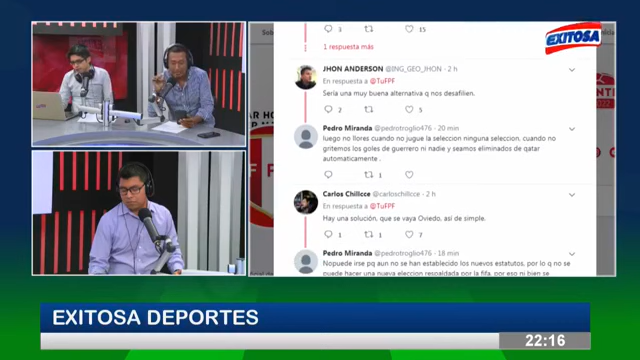 EXITOSA
3
15
1 respuesta más
JHON ANDERSON @ING_GEO_JHON · 2 h
En respuesta a @TuFPF
Sería una muy buena alternativa q nos desafilien.
2
5
Pedro Miranda @pedrotroglio476 · 20 min
luego no llores cuando no jugue la seleccion ninguna seleccion, cuando no
gritemos los goles de guerrero ni nadie y seamos eliminados de qatar
automaticamente .
1
Carlos Chillcce @carloschillcce · 2 h
En respuesta a @TuFPF
Hay una solución, que se vaya Oviedo, así de simple.
1
1
7
Pedro Miranda @pedrotroglio476 · 18 min
Nopuede irse pq aun no se han establecido los nuevos estatutos, por lo q no se
puede hacer una nueva eleccion respaldada por la fifa, por eso ni bien se
EXITOSA DEPORTES
22:16